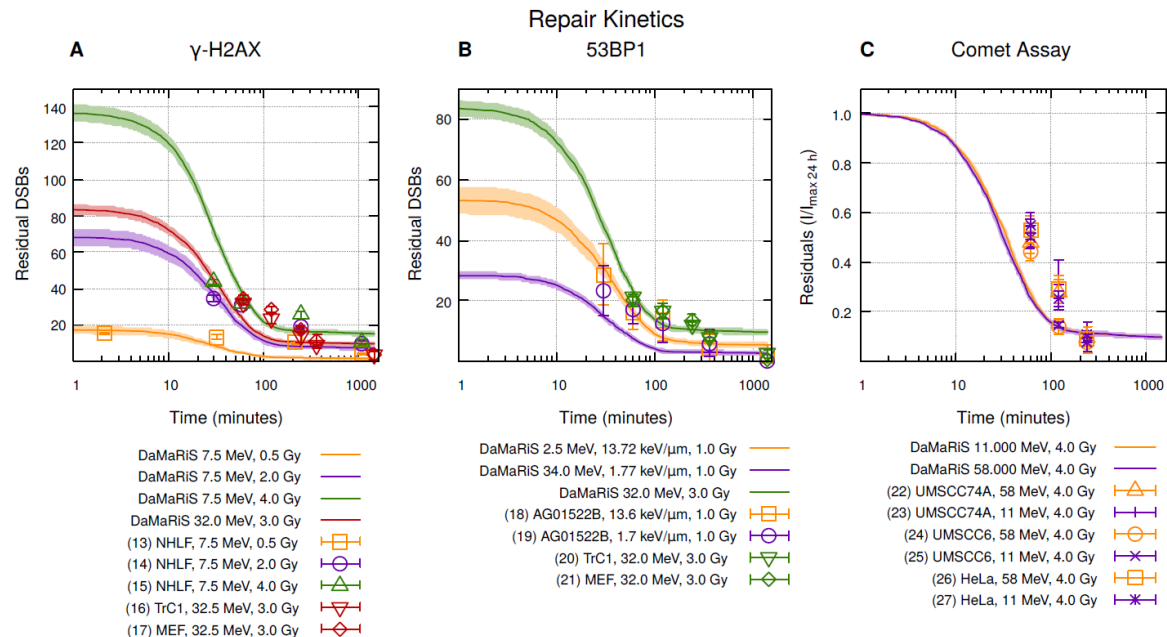 Repair Kinetics
A
γ-H2AX
Residual DSBs
140
120
100
80
60
40
20
1
10
100
1000
Time (minutes)
DaMaRiS 7.5 MeV, 0.5 Gy
DaMaRiS 7.5 MeV, 2.0 Gy
DaMaRiS 7.5 MeV, 4.0 Gy
DaMaRiS 32.0 MeV, 3.0 Gy
(13) NHLF, 7.5 MeV, 0.5 Gy
(14) NHLF, 7.5 MeV, 2.0 Gy
(15) NHLF, 7.5 MeV, 4.0 Gy
(16) TrC1, 32.5 MeV, 3.0 Gy
(17) MEF, 32.5 MeV, 3.0 Gy
B
53BP1
Residual DSBs
80
60
40
20
1
10
100
1000
Time (minutes)
DaMaRiS 2.5 MeV, 13.72 keV/μm, 1.0 Gy
DaMaRiS 34.0 MeV, 1.77 keV/μm, 1.0 Gy
DaMaRiS 32.0 MeV, 3.0 Gy
(18) AG01522B, 13.6 keV/μm, 1.0 Gy
(19) AG01522B, 1.7 keV/μm, 1.0 Gy
(20) TrC1, 32.0 MeV, 3.0 Gy
(21) MEF, 32.0 MeV, 3.0 Gy
C
Comet Assay
Residuals (I/Imax 24 h)
1.0
0.8
0.6
0.4
0.2
1
10
100
1000
Time (minutes)
DaMaRiS 11.000 MeV, 4.0 Gy
DaMaRiS 58.000 MeV, 4.0 Gy
(22) UMSCC74A, 58 MeV, 4.0 Gy
(23) UMSCC74A, 11 MeV, 4.0 Gy
(24) UMSCC6, 58 MeV, 4.0 Gy
(25) UMSCC6, 11 MeV, 4.0 Gy
(26) HeLa, 58 MeV, 4.0 Gy
(27) HeLa, 11 MeV, 4.0 Gy